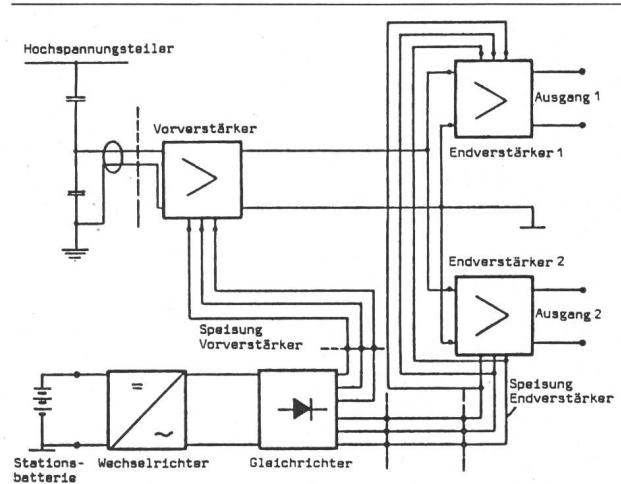 Hochspannungsteiler
Vorverstärker
Ausgang 1
Endverstärker 1
Endverstärker 2
Ausgang 2
Speisung
Vorverstärker
Speisung
Endverstärker
=
~
Stations-
batterie
Wechselrichter
Gleichrichter